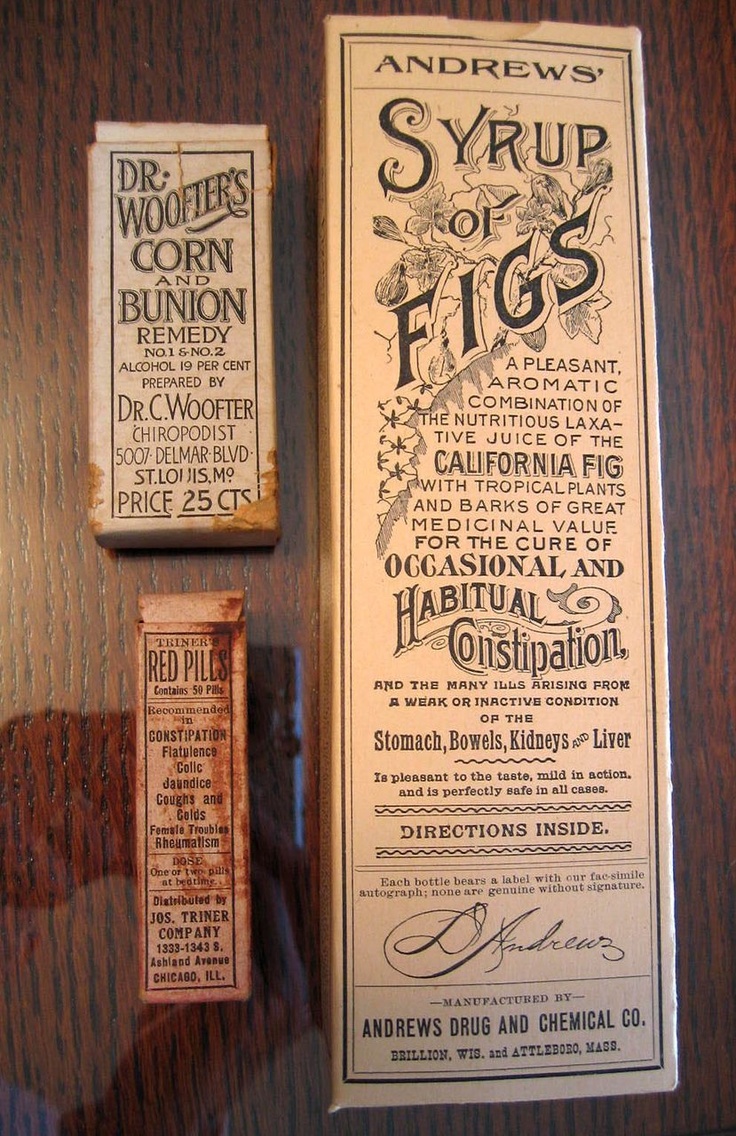 DR. WOOFTER'S
CORN
AND
BUNION
REMEDY
NO.1 & NO.2
ALCOHOL 19 PER CENT
PREPARED BY
DR. C. WOOFTER
CHIROPODIST
5007 DELMAR BLVD.
ST. LOUIS, MO
PRICE 25 CTS
TRINER'S
RED PILLS
Contains 50 Pills
Recommended
in
CONSTIPATION
Flatulence
Colic
Jaundice
Coughs and
Colds
Female Troubles
Rheumatism
DOSE
One or two pills
at bedtime.
Distributed by
JOS. TRINER
COMPANY
1333-1343 S.
Ashland Avenue
CHICAGO, ILL.
ANDREWS'
SYRUP
OF
FIGS
A PLEASANT,
AROMATIC
COMBINATION OF
THE NUTRITIOUS LAXA-
TIVE JUICE OF THE
CALIFORNIA FIG
WITH TROPICAL PLANTS
AND BARKS OF GREAT
MEDICINAL VALUE
FOR THE CURE OF
OCCASIONAL AND
HABITUAL
Constipation,
AND THE MANY ILLS ARISING FROM
A WEAK OR INACTIVE CONDITION
OF THE
Stomach, Bowels, Kidneys AND Liver
Is pleasant to the taste, mild in action,
and is perfectly safe in all cases.
DIRECTIONS INSIDE.
Each bottle bears a label with our fac-simile
autograph; none are genuine without signature.
D Andrews
—MANUFACTURED BY—
ANDREWS DRUG AND CHEMICAL CO.
BRILLION, WIS. and ATTLEBORO, MASS.